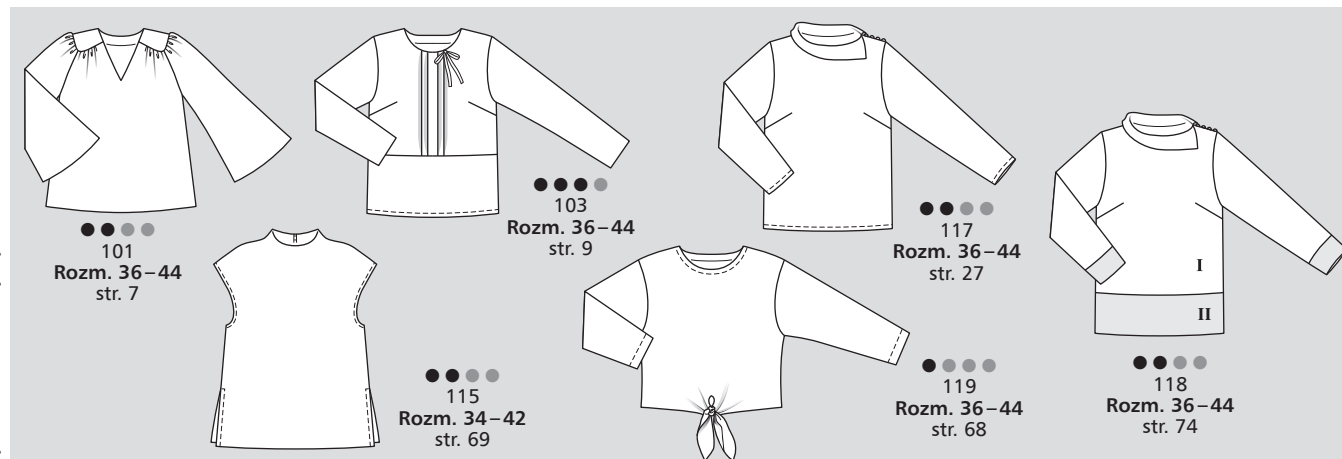 101
Rozm. 36–44
str. 7
103
Rozm. 36–44
str. 9
117
Rozm. 36–44
str. 27
I
II
118
Rozm. 36–44
str. 74
115
Rozm. 34–42
str. 69
119
Rozm. 36–44
str. 68